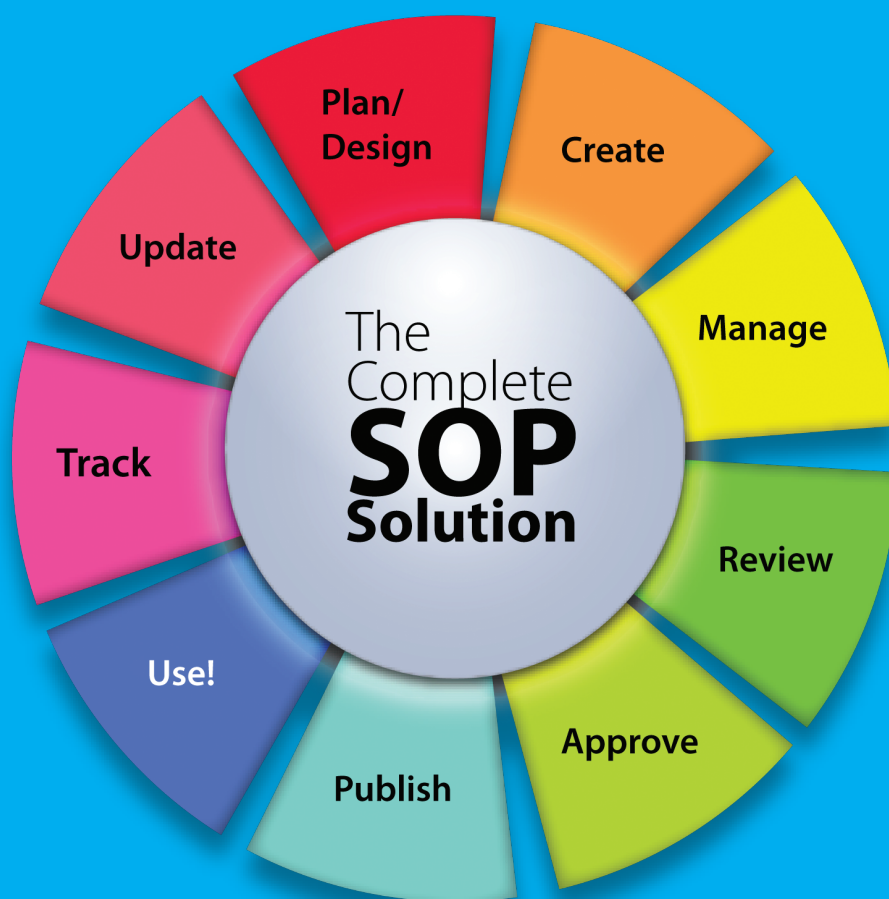 The
Complete
SOP
Solution
Plan/
Design
Create
Manage
Review
Approve
Publish
Use!
Track
Update